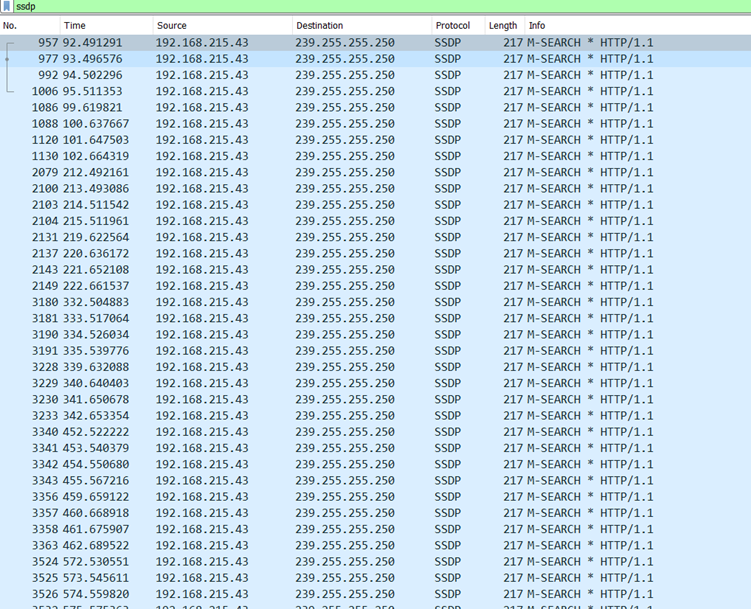 ssdp
No. Time Source Destination Protocol Length Info
957 92.491291 192.168.215.43 239.255.255.250 SSDP 217 M-SEARCH * HTTP/1.1
977 93.496576 192.168.215.43 239.255.255.250 SSDP 217 M-SEARCH * HTTP/1.1
992 94.502296 192.168.215.43 239.255.255.250 SSDP 217 M-SEARCH * HTTP/1.1
1006 95.511353 192.168.215.43 239.255.255.250 SSDP 217 M-SEARCH * HTTP/1.1
1086 99.619821 192.168.215.43 239.255.255.250 SSDP 217 M-SEARCH * HTTP/1.1
1088 100.637667 192.168.215.43 239.255.255.250 SSDP 217 M-SEARCH * HTTP/1.1
1120 101.647503 192.168.215.43 239.255.255.250 SSDP 217 M-SEARCH * HTTP/1.1
1130 102.664319 192.168.215.43 239.255.255.250 SSDP 217 M-SEARCH * HTTP/1.1
2079 212.492161 192.168.215.43 239.255.255.250 SSDP 217 M-SEARCH * HTTP/1.1
2100 213.493086 192.168.215.43 239.255.255.250 SSDP 217 M-SEARCH * HTTP/1.1
2103 214.511542 192.168.215.43 239.255.255.250 SSDP 217 M-SEARCH * HTTP/1.1
2104 215.511961 192.168.215.43 239.255.255.250 SSDP 217 M-SEARCH * HTTP/1.1
2131 219.622564 192.168.215.43 239.255.255.250 SSDP 217 M-SEARCH * HTTP/1.1
2137 220.636172 192.168.215.43 239.255.255.250 SSDP 217 M-SEARCH * HTTP/1.1
2143 221.652108 192.168.215.43 239.255.255.250 SSDP 217 M-SEARCH * HTTP/1.1
2149 222.661537 192.168.215.43 239.255.255.250 SSDP 217 M-SEARCH * HTTP/1.1
3180 332.504883 192.168.215.43 239.255.255.250 SSDP 217 M-SEARCH * HTTP/1.1
3181 333.517064 192.168.215.43 239.255.255.250 SSDP 217 M-SEARCH * HTTP/1.1
3190 334.526034 192.168.215.43 239.255.255.250 SSDP 217 M-SEARCH * HTTP/1.1
3191 335.539776 192.168.215.43 239.255.255.250 SSDP 217 M-SEARCH * HTTP/1.1
3228 339.632088 192.168.215.43 239.255.255.250 SSDP 217 M-SEARCH * HTTP/1.1
3229 340.640403 192.168.215.43 239.255.255.250 SSDP 217 M-SEARCH * HTTP/1.1
3230 341.650678 192.168.215.43 239.255.255.250 SSDP 217 M-SEARCH * HTTP/1.1
3233 342.653354 192.168.215.43 239.255.255.250 SSDP 217 M-SEARCH * HTTP/1.1
3340 452.522222 192.168.215.43 239.255.255.250 SSDP 217 M-SEARCH * HTTP/1.1
3341 453.540379 192.168.215.43 239.255.255.250 SSDP 217 M-SEARCH * HTTP/1.1
3342 454.550680 192.168.215.43 239.255.255.250 SSDP 217 M-SEARCH * HTTP/1.1
3343 455.567216 192.168.215.43 239.255.255.250 SSDP 217 M-SEARCH * HTTP/1.1
3356 459.659122 192.168.215.43 239.255.255.250 SSDP 217 M-SEARCH * HTTP/1.1
3357 460.668918 192.168.215.43 239.255.255.250 SSDP 217 M-SEARCH * HTTP/1.1
3358 461.675907 192.168.215.43 239.255.255.250 SSDP 217 M-SEARCH * HTTP/1.1
3363 462.689522 192.168.215.43 239.255.255.250 SSDP 217 M-SEARCH * HTTP/1.1
3524 572.530551 192.168.215.43 239.255.255.250 SSDP 217 M-SEARCH * HTTP/1.1
3525 573.545611 192.168.215.43 239.255.255.250 SSDP 217 M-SEARCH * HTTP/1.1
3526 574.559820 192.168.215.43 239.255.255.250 SSDP 217 M-SEARCH * HTTP/1.1